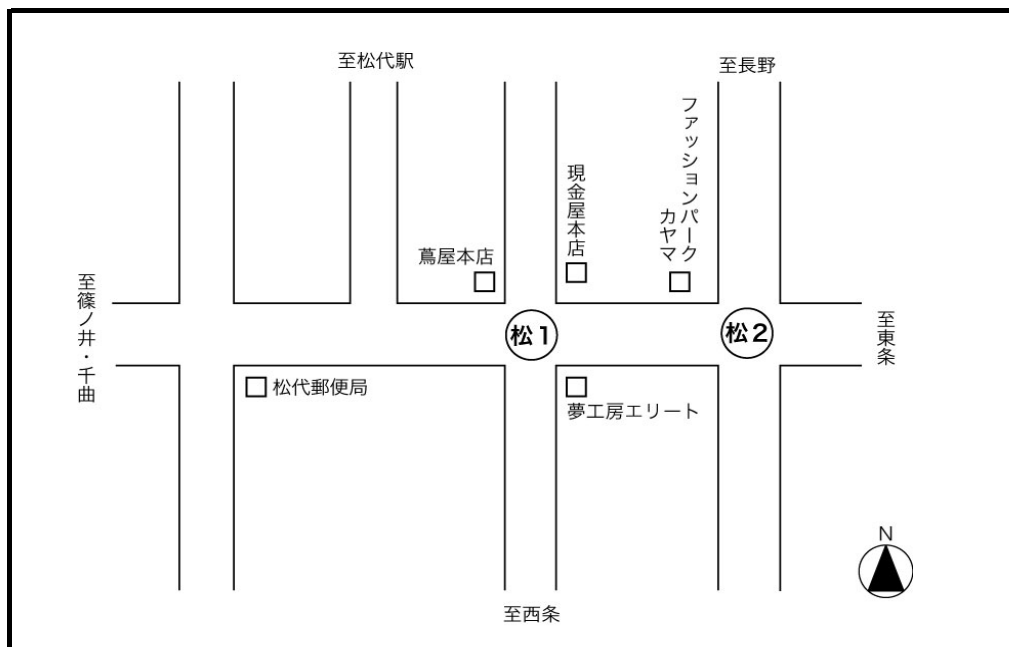 至松代駅
至長野
ファッションパーク
カヤマ
現金屋本店
蔦屋本店
至篠ノ井・千曲
松1
松2
至東条
松代郵便局
夢工房エリート
N
至西条